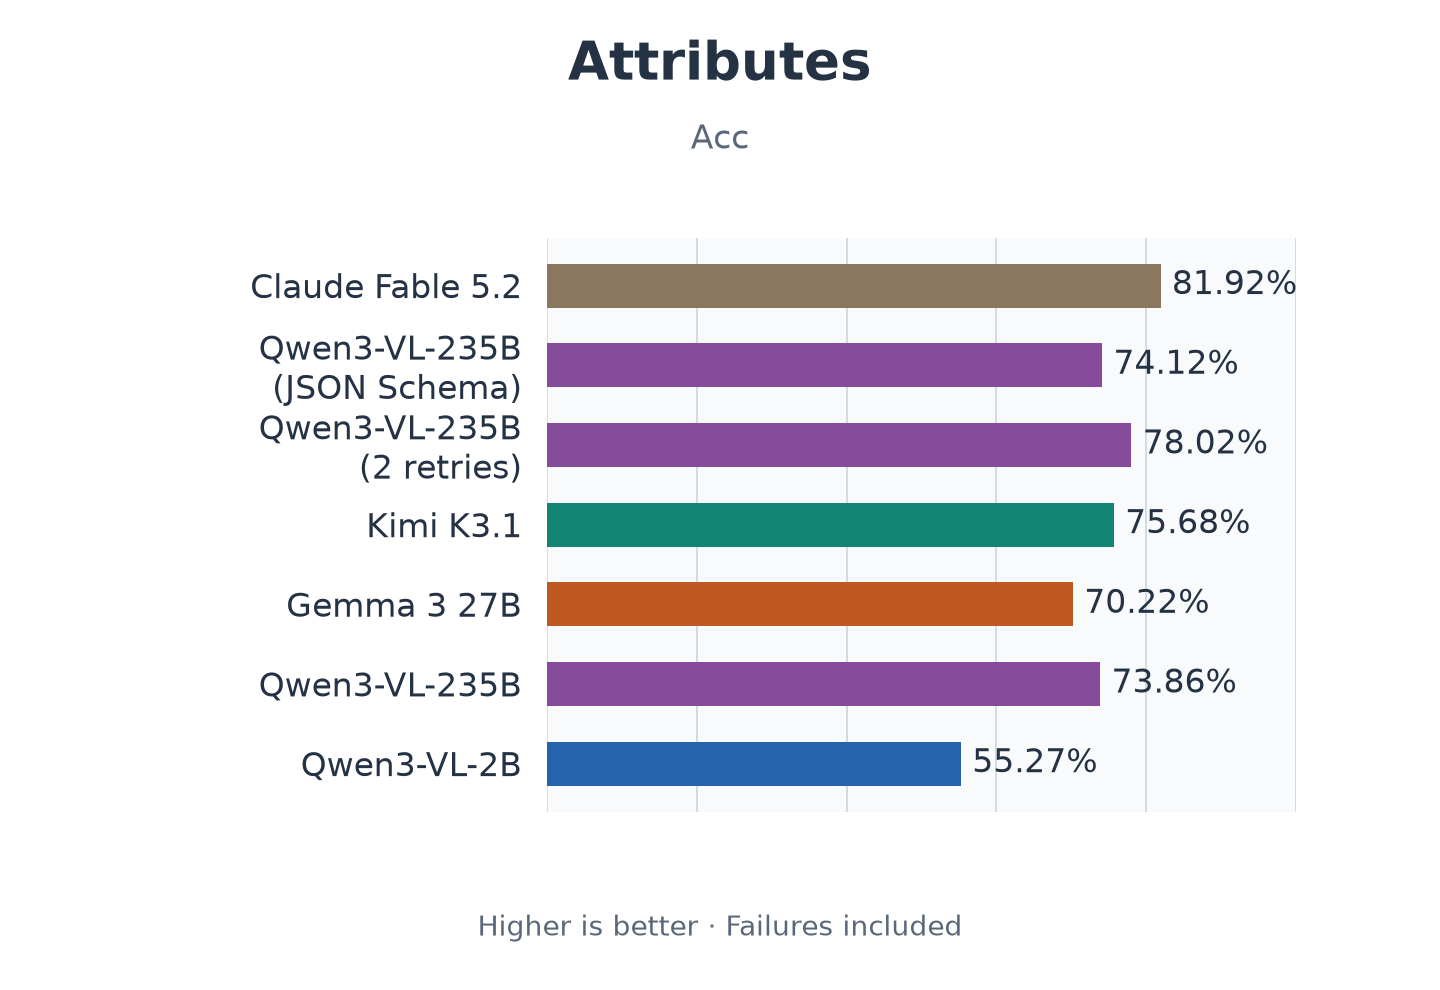 Attributes
Acc
Claude Fable 5.2
81.92%
Qwen3-VL-235B
(JSON Schema)
74.12%
Qwen3-VL-235B
(2 retries)
78.02%
Kimi K3.1
75.68%
Gemma 3 27B
70.22%
Qwen3-VL-235B
73.86%
Qwen3-VL-2B
55.27%
Higher is better · Failures included